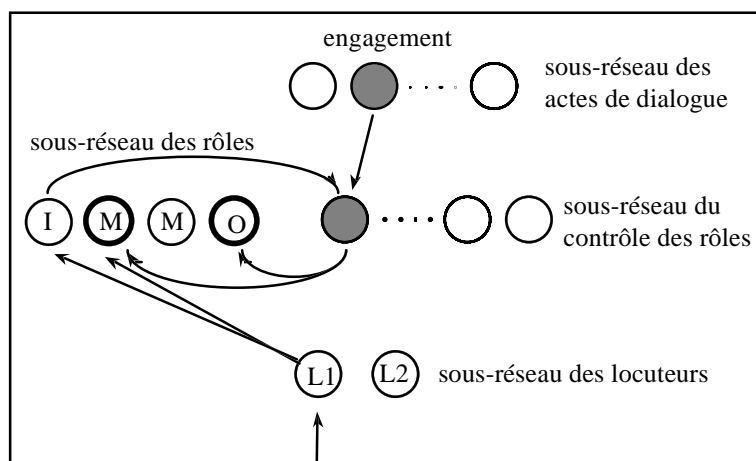 engagement
sous-réseau des
actes de dialogue
sous-réseau des rôles
I M M O
sous-réseau du
contrôle des rôles
L1 L2 sous-réseau des locuteurs